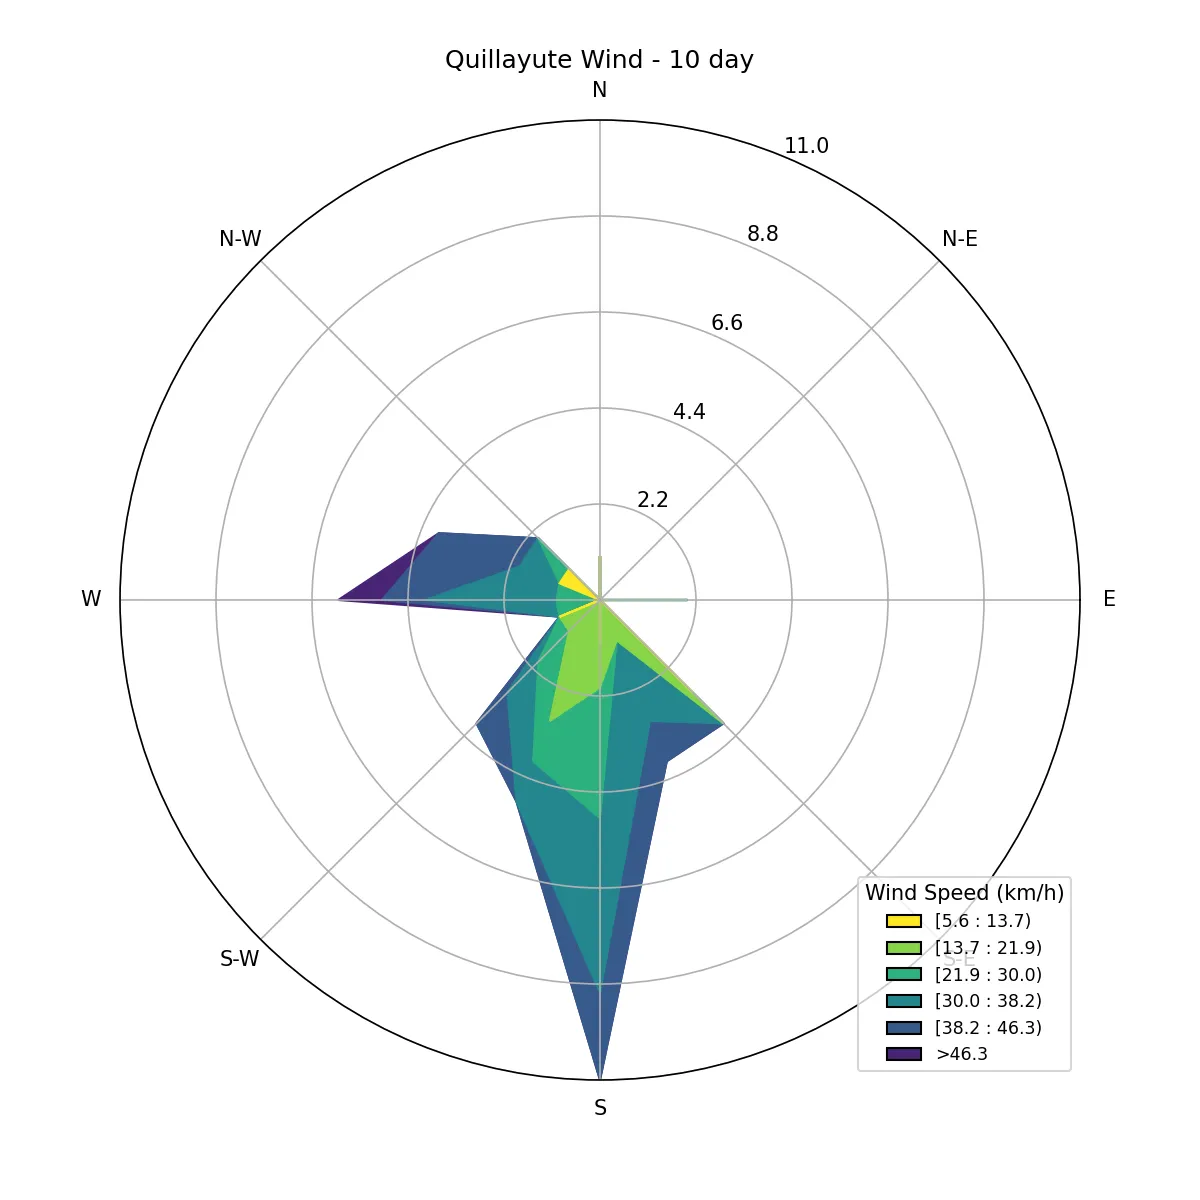 Quillayute Wind - 10 day
N
11.0
N-W
8.8
N-E
6.6
4.4
2.2
W
E
S-W
S-E
Wind Speed (km/h)
[5.6 : 13.7)
[13.7 : 21.9)
[21.9 : 30.0)
[30.0 : 38.2)
[38.2 : 46.3)
>46.3
S